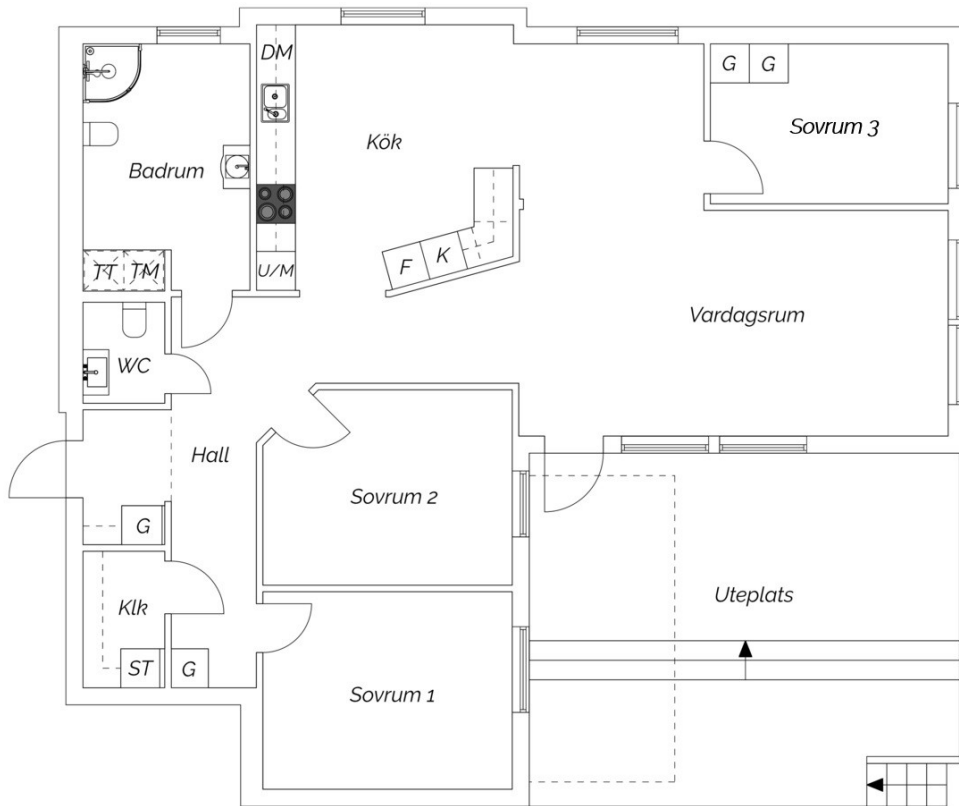 DM
G G
Sovrum 3
Kök
Badrum
TT TM
U/M
F K
Vardagsrum
WC
Hall
Sovrum 2
G
Klk
Uteplats
ST G
Sovrum 1